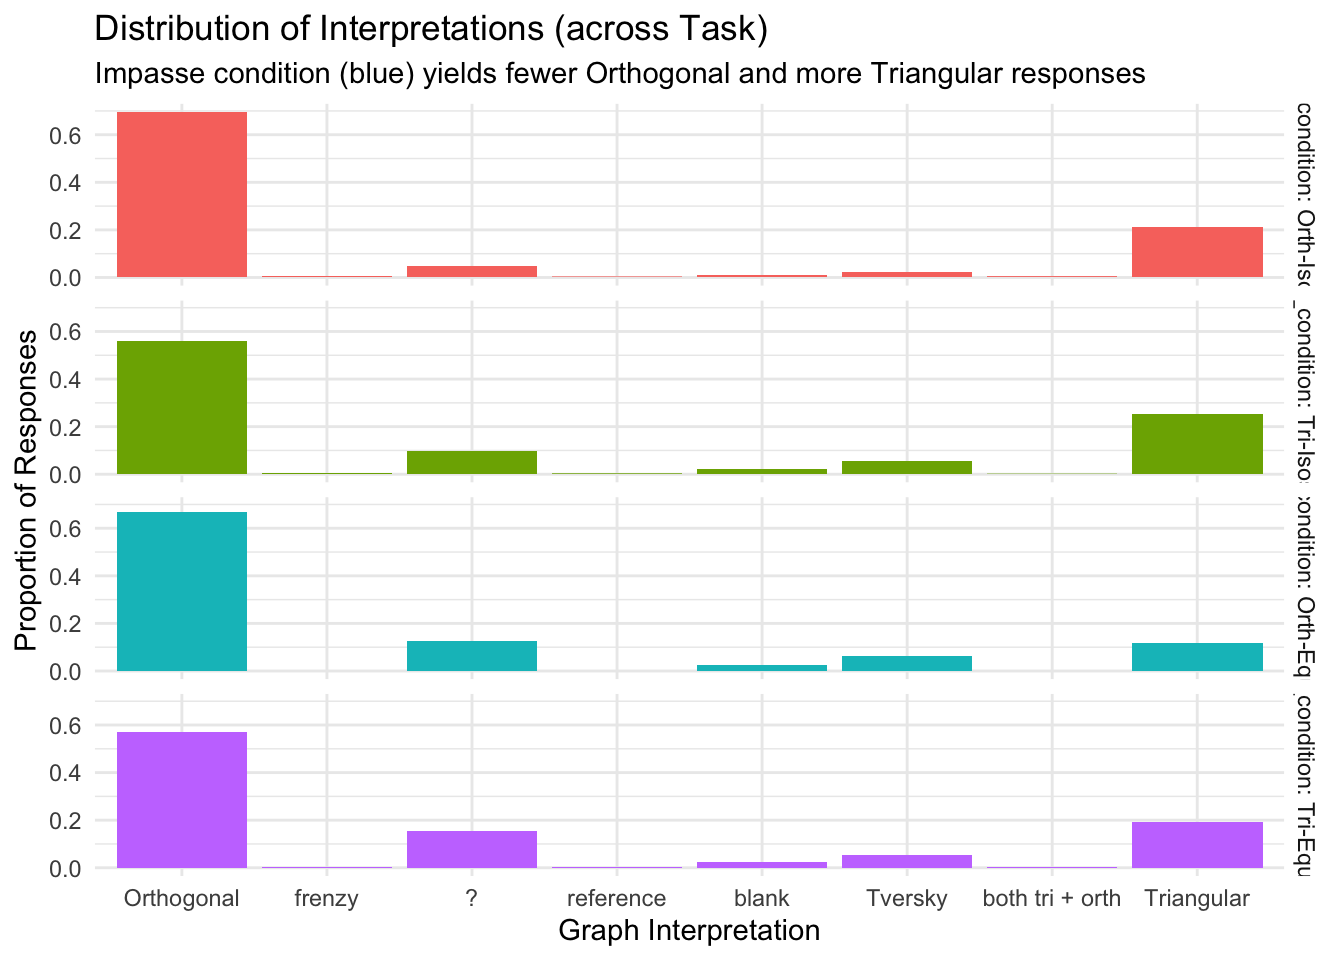 Distribution of Interpretations (across Task)
Impasse condition (blue) yields fewer Orthogonal and more Triangular responses
Proportion of Responses
0.6
0.4
0.2
0.0
condition: Orth-Iso
0.6
0.4
0.2
0.0
_condition: Tri-Iso
0.6
0.4
0.2
0.0
condition: Orth-Eq
0.6
0.4
0.2
0.0
condition: Tri-Equ
Orthogonal frenzy ? reference blank Tversky both tri + orth Triangular
Graph Interpretation